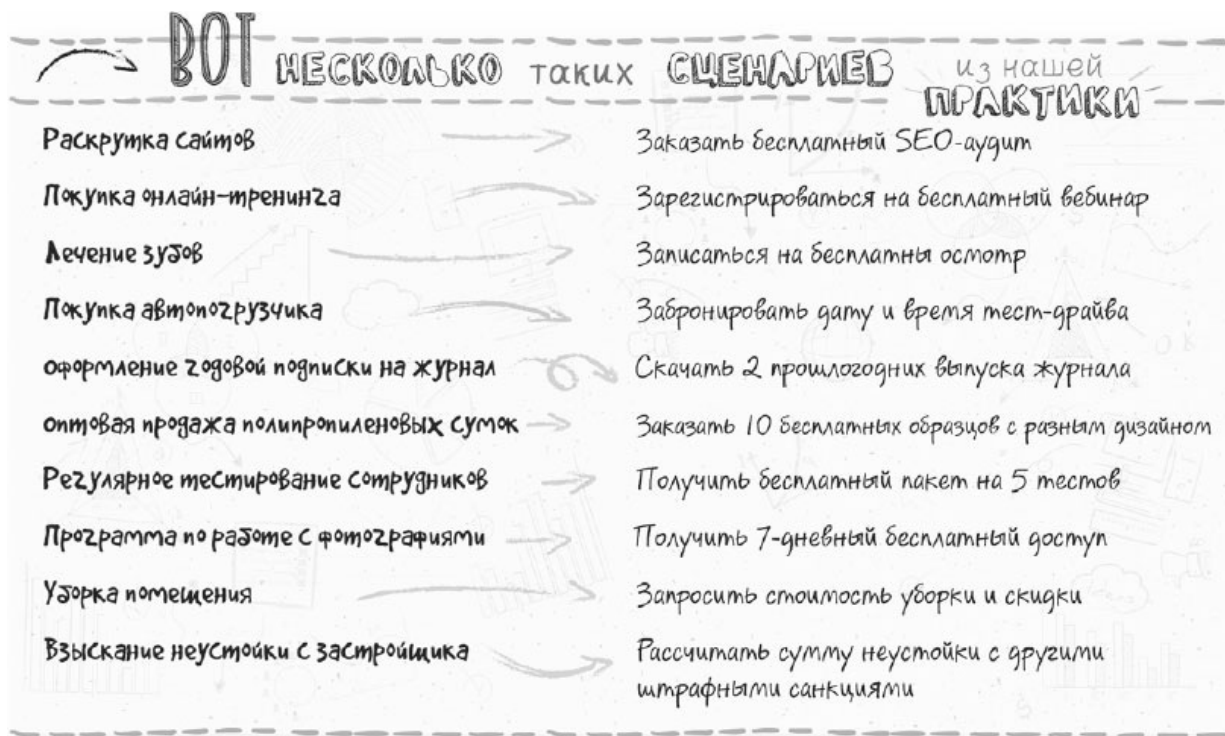 ВОТ НЕСКОЛЬКО таких СЦЕНАРИЕВ из нашей
ПРАКТИКИ
Раскрутка сайтов Заказать бесплатный SEO-аудит
Покупка онлайн-тренинга Зарегистрироваться на бесплатный вебинар
Лечение зубов Записаться на бесплатны осмотр
Покупка автопогрузчика Забронировать дату и время тест-драйва
оформление годовой подписки на журнал Скачать 2 прошлогодних выпуска журнала
оптовая продажа полипропиленовых сумок Заказать 10 бесплатных образцов с разным дизайном
Регулярное тестирование сотрудников Получить бесплатный пакет на 5 тестов
Программа по работе с фотографиями Получить 7-дневный бесплатный доступ
Уборка помещения Запросить стоимость уборки и скидки
Взыскание неустойки с застройщика Рассчитать сумму неустойки с другими
штрафными санкциями